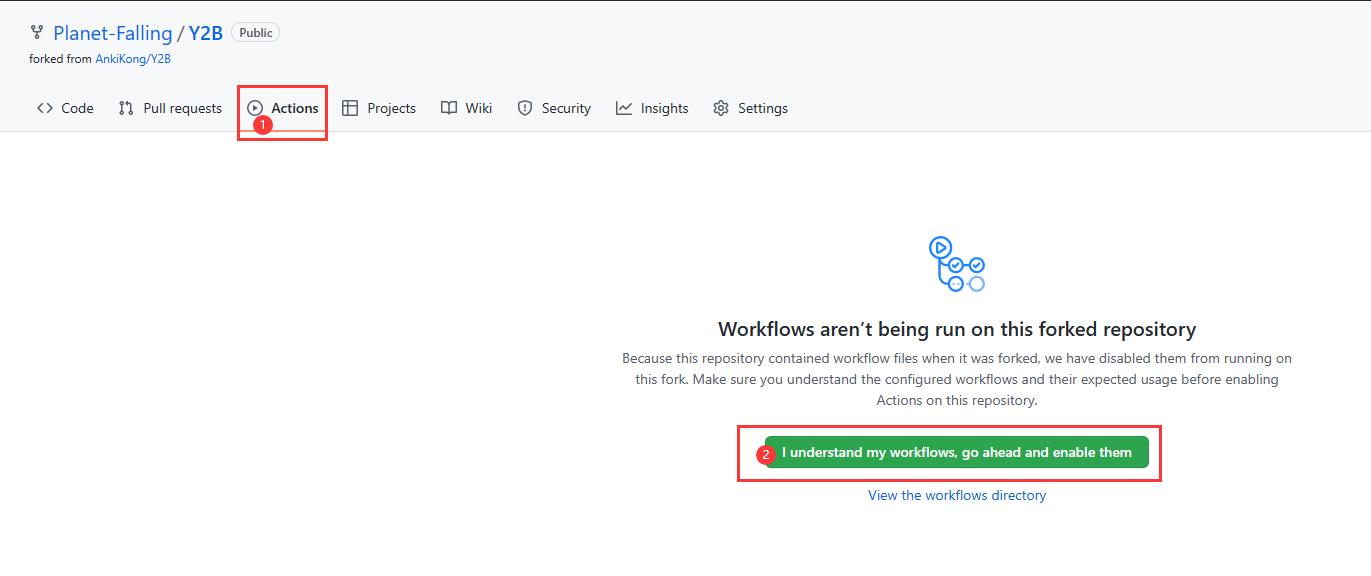 Planet-Falling / Y2B Public
forked from AnkiKong/Y2B
Code Pull requests Actions Projects Wiki Security Insights Settings
1
Workflows aren’t being run on this forked repository
Because this repository contained workflow files when it was forked, we have disabled them from running on
this fork. Make sure you understand the configured workflows and their expected usage before enabling
Actions on this repository.
2 I understand my workflows, go ahead and enable them
View the workflows directory